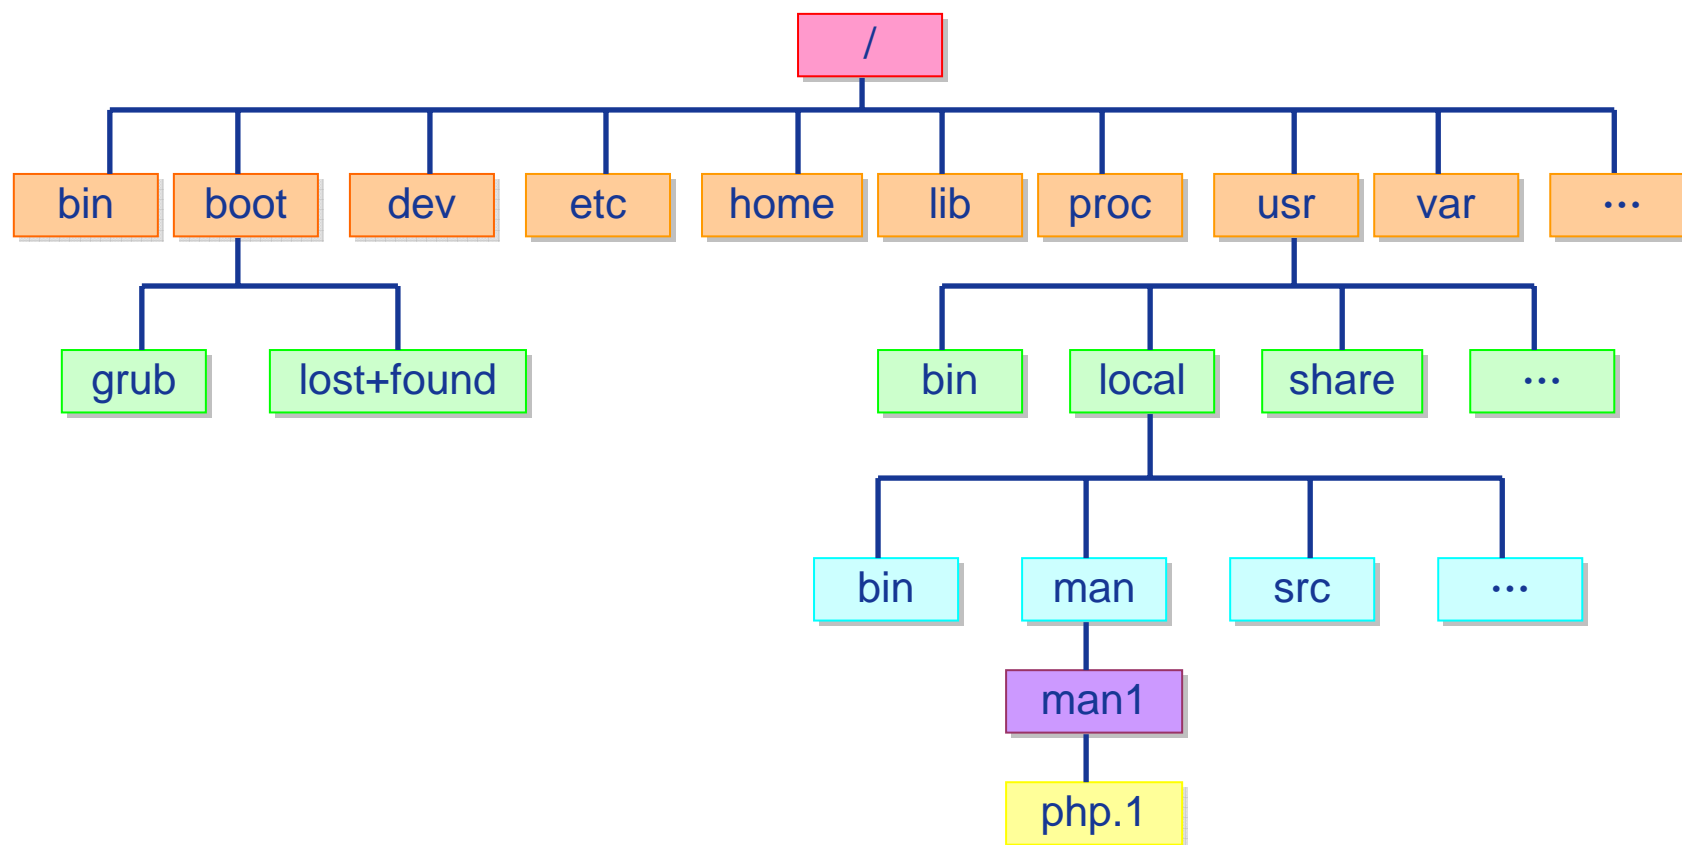 /
bin boot dev etc home lib proc usr var …
grub lost+found bin local share …
bin man src …
man1
php.1